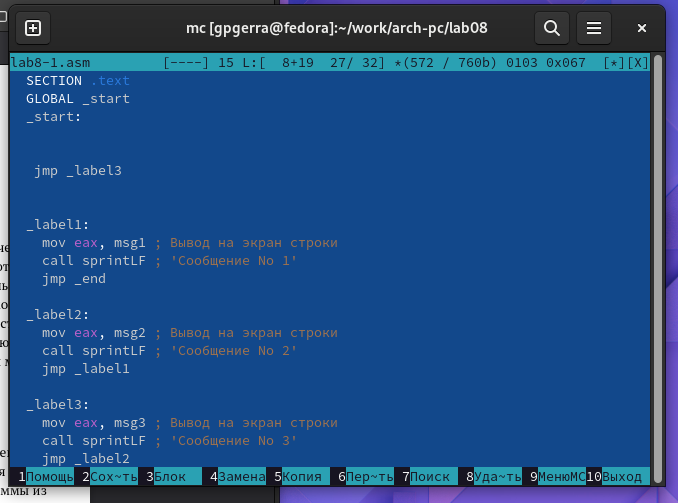 mc [gpgerra@fedora]:~/work/arch-pc/lab08
lab8-1.asm [----] 15 L:[ 8+19 27/ 32] *(572 / 760b) 0103 0x067 [*][X]
SECTION .text
GLOBAL _start
_start:
jmp _label3
_label1:
mov eax, msg1 ; Вывод на экран строки
call sprintLF ; 'Сообщение No 1'
jmp _end
_label2:
mov eax, msg2 ; Вывод на экран строки
call sprintLF ; 'Сообщение No 2'
jmp _label1
_label3:
mov eax, msg3 ; Вывод на экран строки
call sprintLF ; 'Сообщение No 3'
jmp _label2
1Помощь 2Сох~ть 3Блок 4Замена 5Копия 6Пер~ть 7Поиск 8Уда~ть 9МенюMC 10Выход
ммы из